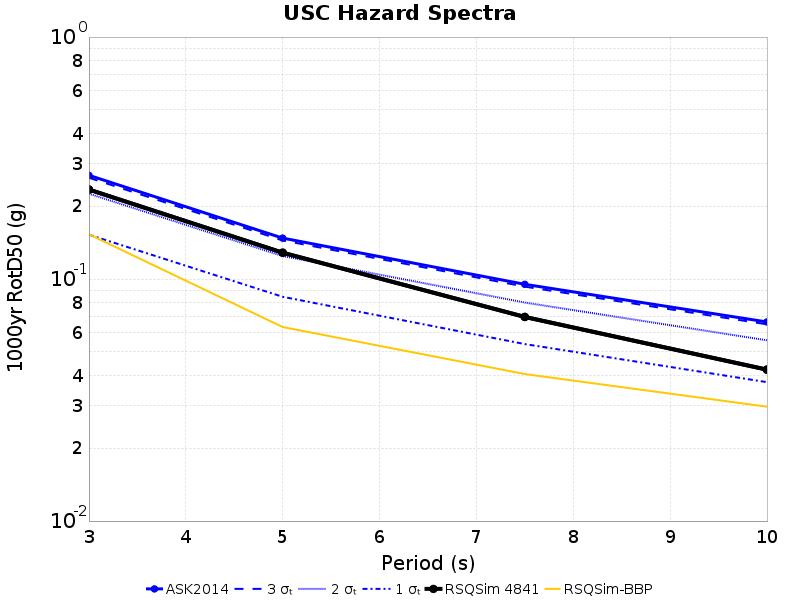 USC Hazard Spectra
10^0
8
6
4
3
2
10^-1
8
6
4
3
2
10^-2
1000yr RotD50 (g)
3 4 5 6 7 8 9 10
Period (s)
ASK2014 3 σₜ 2 σₜ 1 σₜ RSQSim 4841 RSQSim-BBP